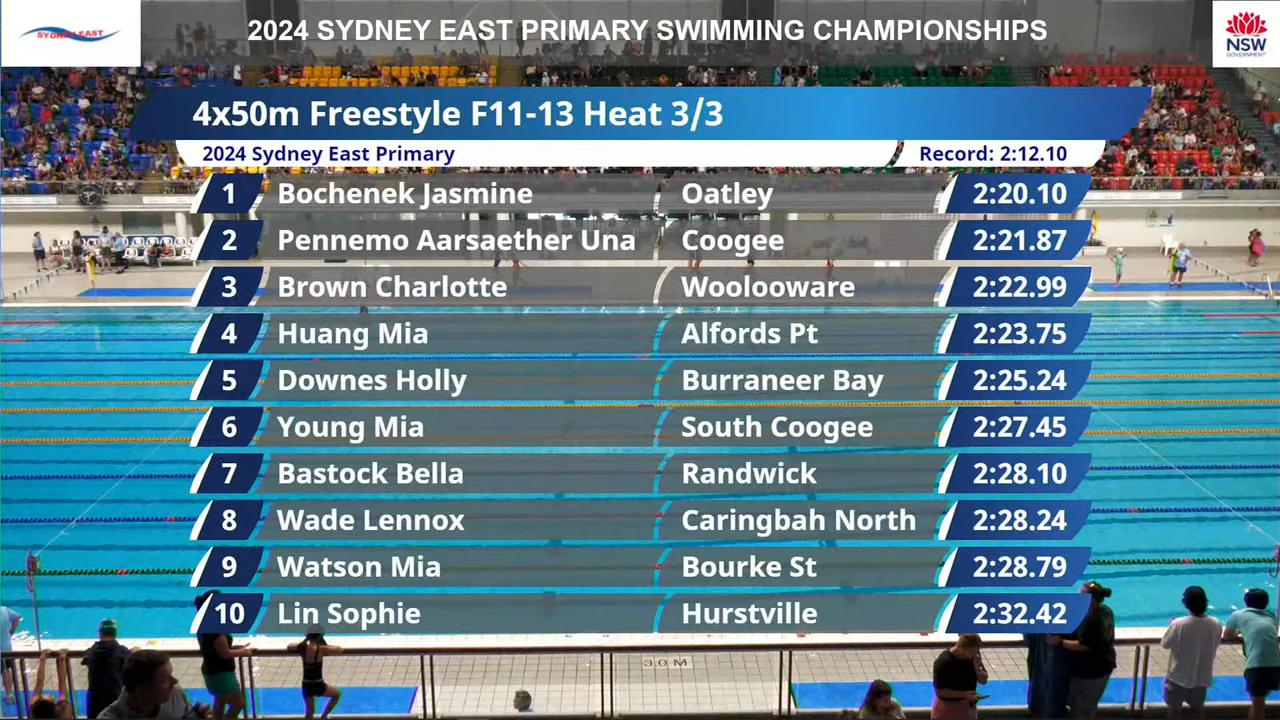 SYDNEY EAST
2024 SYDNEY EAST PRIMARY SWIMMING CHAMPIONSHIPS
NSW
GOVERNMENT
4x50m Freestyle F11-13 Heat 3/3
2024 Sydney East Primary Record: 2:12.10
1 Bochenek Jasmine Oatley 2:20.10
2 Pennemo Aarsaether Una Coogee 2:21.87
3 Brown Charlotte Woolooware 2:22.99
4 Huang Mia Alfords Pt 2:23.75
5 Downes Holly Burraneer Bay 2:25.24
6 Young Mia South Coogee 2:27.45
7 Bastock Bella Randwick 2:28.10
8 Wade Lennox Caringbah North 2:28.24
9 Watson Mia Bourke St 2:28.79
10 Lin Sophie Hurstville 2:32.42
3.0 M